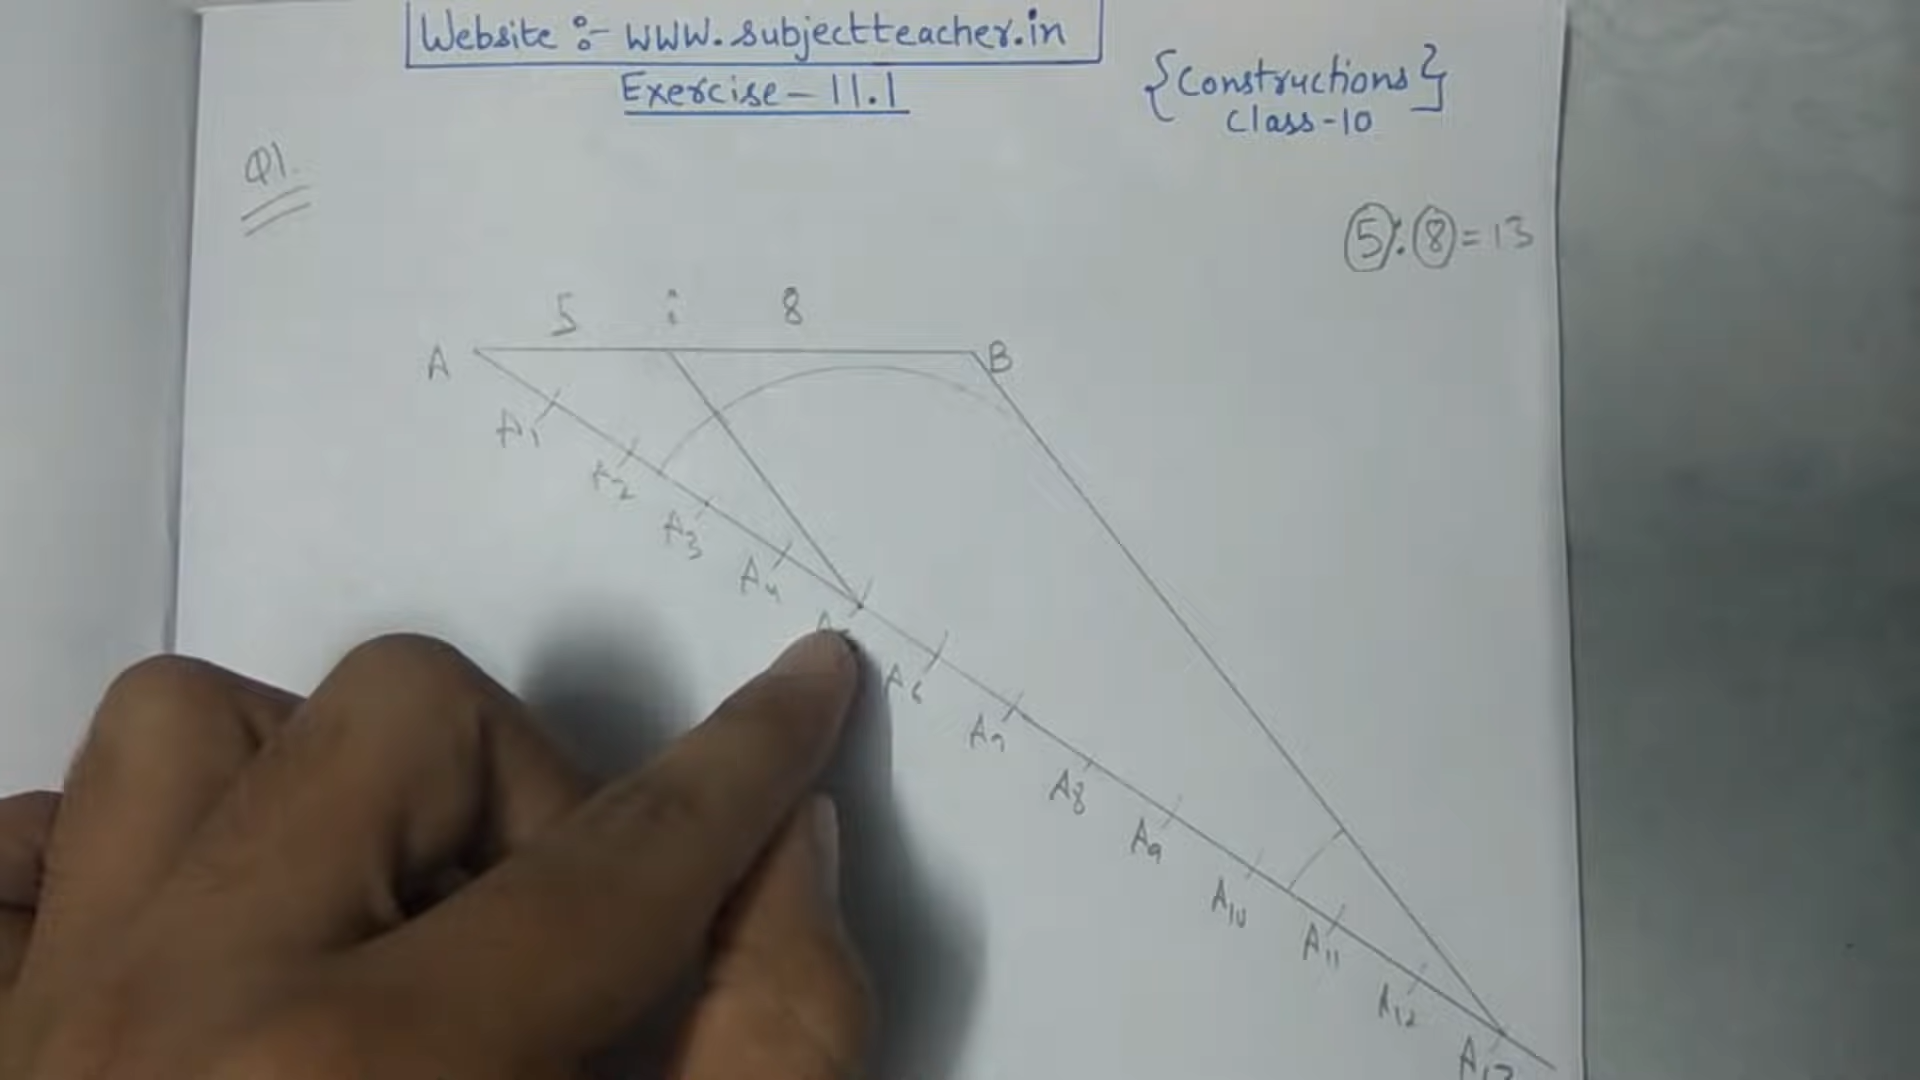 Website :- www.subjectteacher.in
Exercise - 11.1
{Constructions}
Class-10
Q1.
5 : 8 = 13
5 : 8
A
B
A1
A2
A3
A4
A6
A7
A8
A9
A10
A11
A12
A13